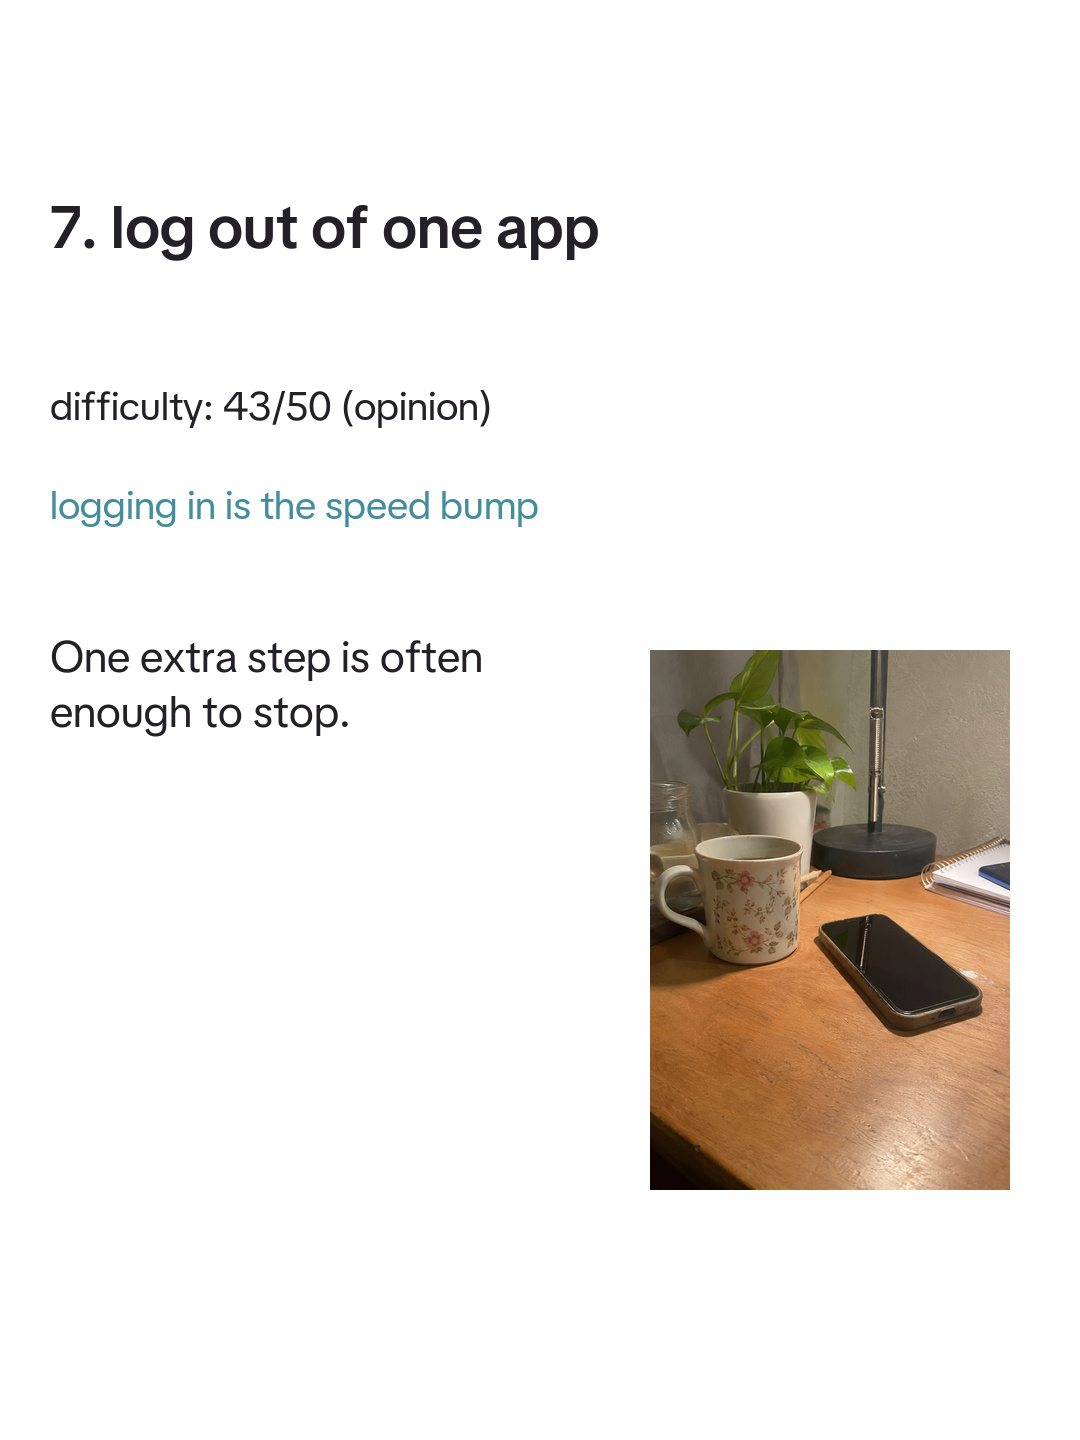 7. log out of one app
difficulty: 43/50 (opinion)
logging in is the speed bump
One extra step is often
enough to stop.